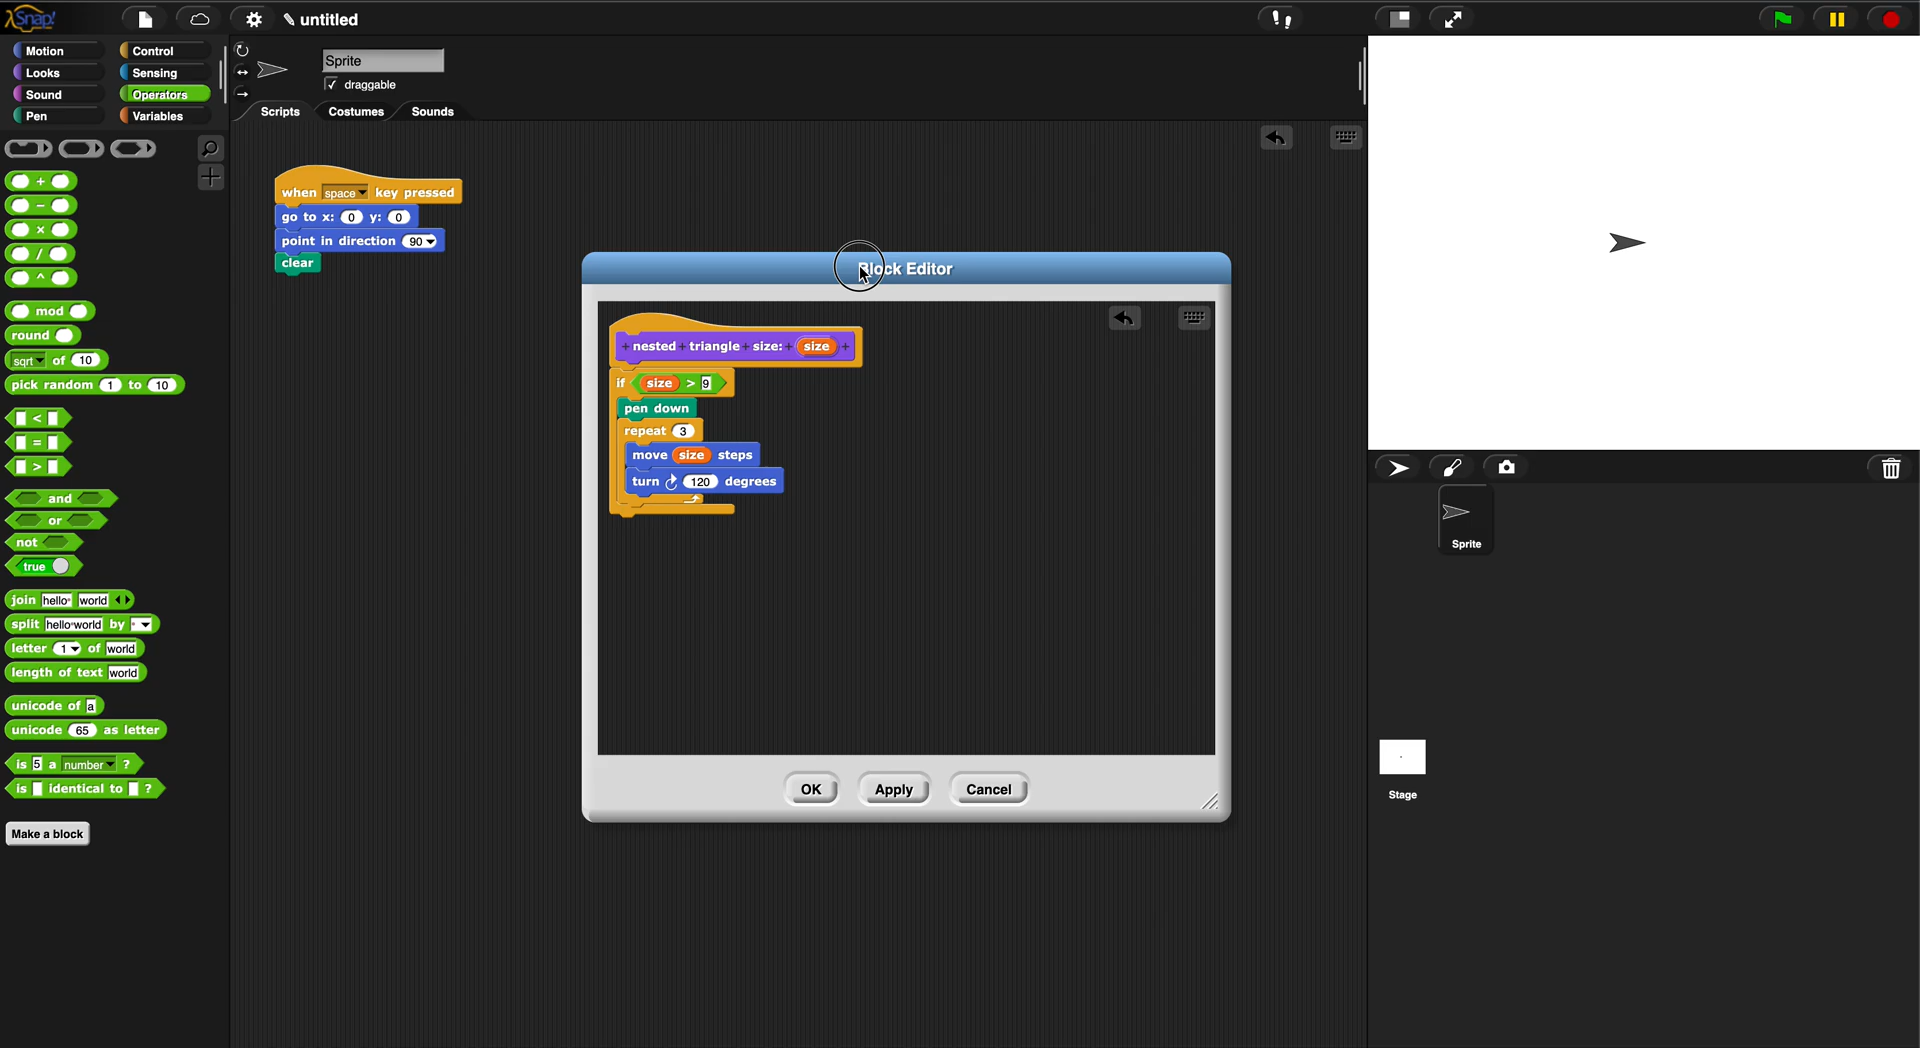 Snap!
untitled
Motion
Control
Looks
Sensing
Sound
Operators
Pen
Variables
Sprite
draggable
Scripts
Costumes
Sounds
+
−
×
/
^
mod
round
sqrt of 10
pick random 1 to 10
<
=
>
and
or
not
true
join hello world
split hello world by
letter 1 of world
length of text world
unicode of a
unicode 65 as letter
is 5 a number ?
is identical to ?
Make a block
when space key pressed
go to x: 0 y: 0
point in direction 90
clear
Block Editor
+ nested + triangle + size: + size +
if size > 9
pen down
repeat 3
move size steps
turn 120 degrees
OK
Apply
Cancel
Sprite
Stage